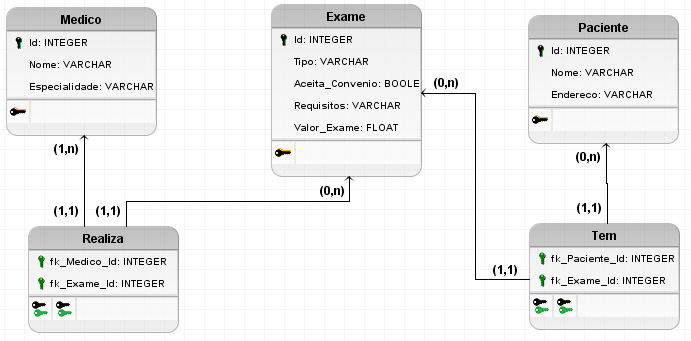 Medico
Id: INTEGER
Nome: VARCHAR
Especialidade: VARCHAR
Exame
Id: INTEGER
Tipo: VARCHAR
Aceita_Convenio: BOOLE
Requisitos: VARCHAR
Valor_Exame: FLOAT
Paciente
Id: INTEGER
Nome: VARCHAR
Endereco: VARCHAR
(0,n)
(1,n)
(0,n)
(0,n)
(1,1)
(1,1)
(1,1)
(1,1)
Realiza
fk_Medico_Id: INTEGER
fk_Exame_Id: INTEGER
Tem
fk_Paciente_Id: INTEGER
fk_Exame_Id: INTEGER